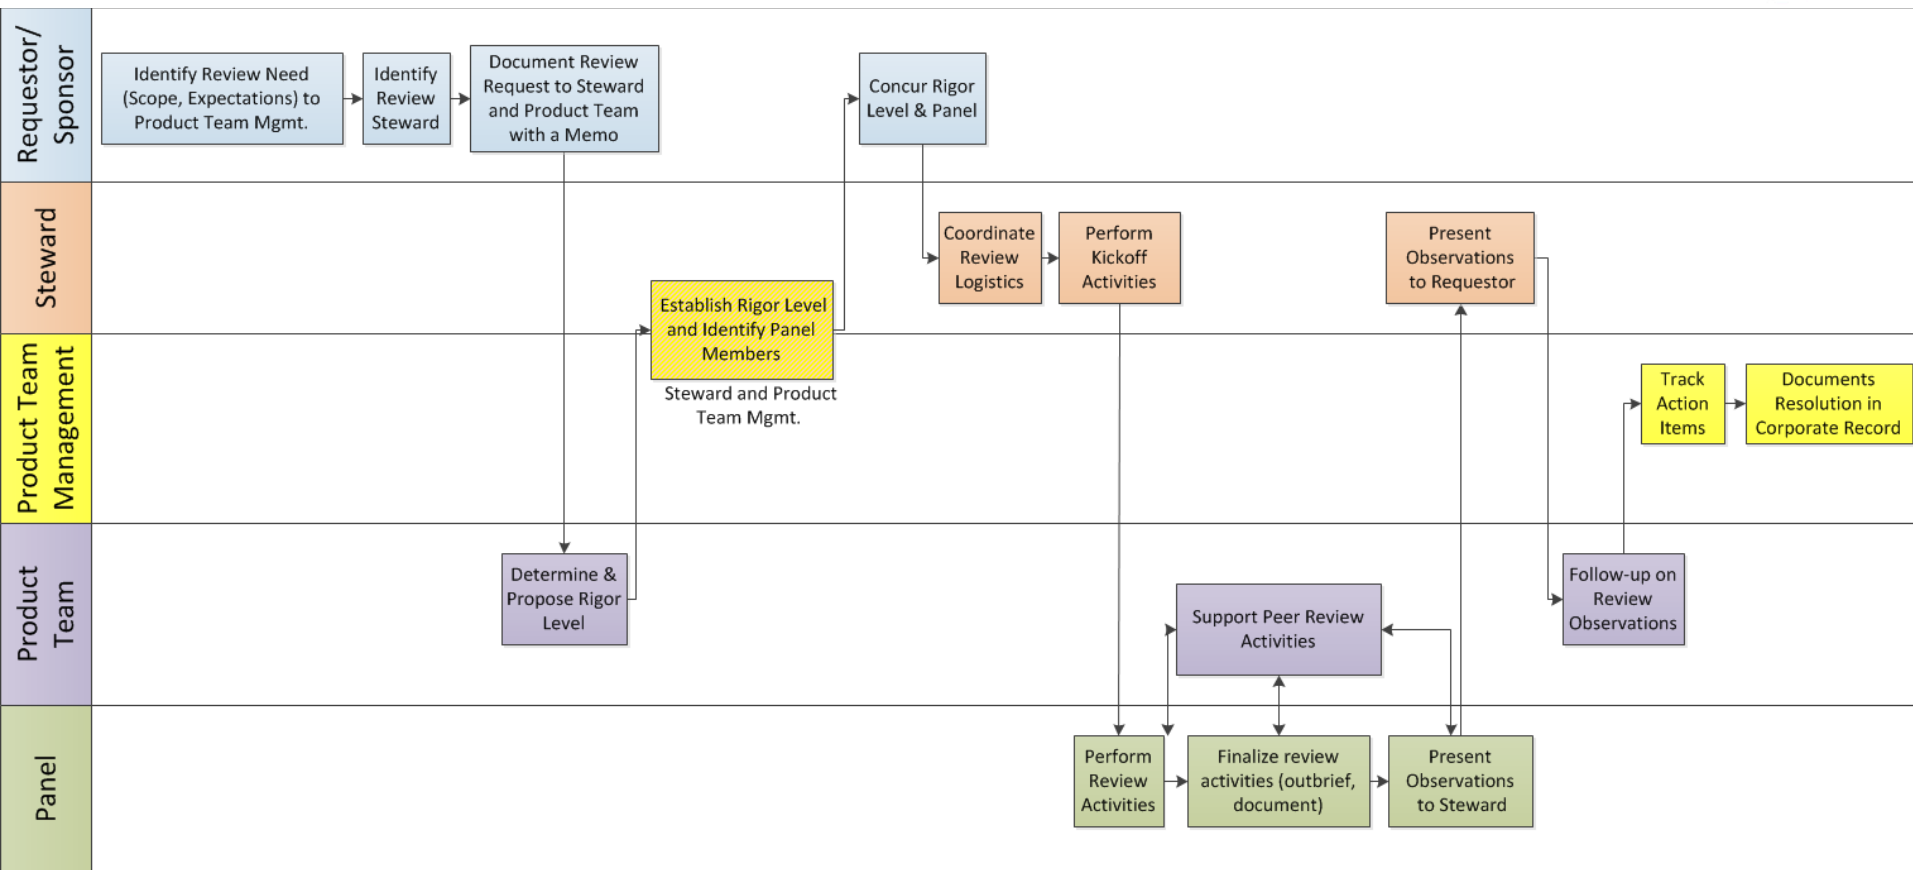 Requestor/
Sponsor
Identify Review Need
(Scope, Expectations) to
Product Team Mgmt.
Identify
Review
Steward
Document Review
Request to Steward
and Product Team
with a Memo
Concur Rigor
Level & Panel
Steward
Establish Rigor Level
and Identify Panel
Members
Steward and Product
Team Mgmt.
Coordinate
Review
Logistics
Perform
Kickoff
Activities
Present
Observations
to Requestor
Product Team
Management
Track
Action
Items
Documents
Resolution in
Corporate Record
Product
Team
Determine &
Propose Rigor
Level
Support Peer Review
Activities
Follow-up on
Review
Observations
Panel
Perform
Review
Activities
Finalize review
activities (outbrief,
document)
Present
Observations
to Steward